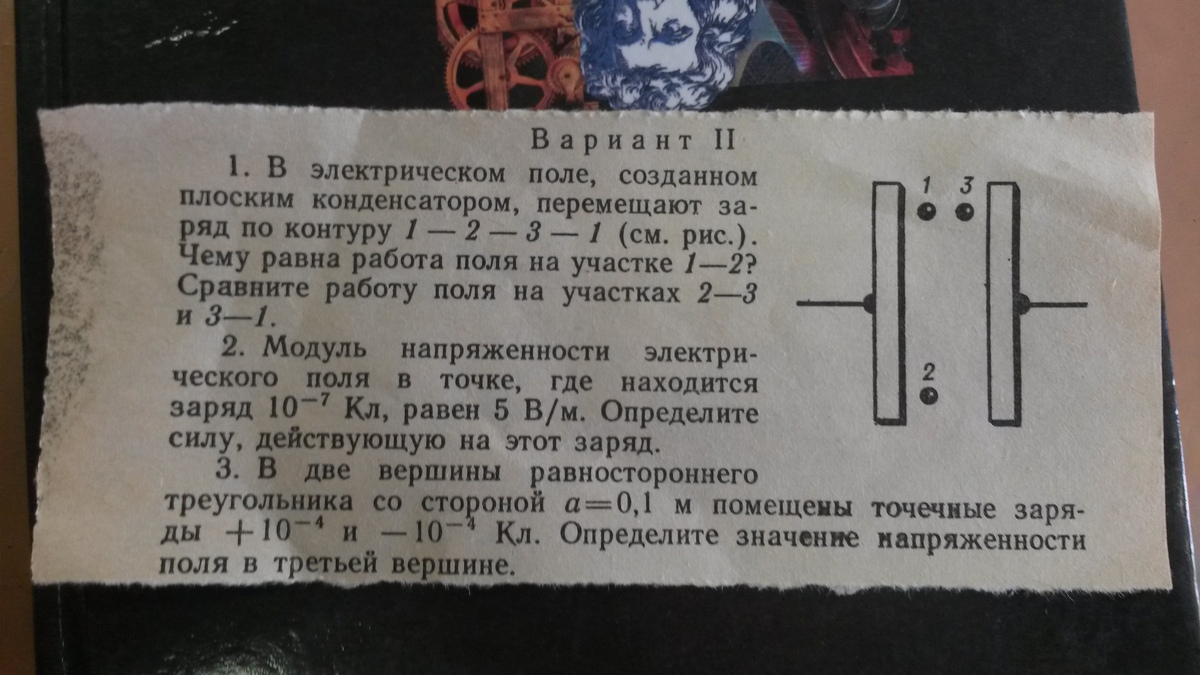 Вариант II
1. В электрическом поле, созданном
плоским конденсатором, перемещают за-
ряд по контуру 1 — 2 — 3 — 1 (см. рис.).
Чему равна работа поля на участке 1—2?
Сравните работу поля на участках 2—3
и 3—1.
1 3
2
2. Модуль напряженности электри-
ческого поля в точке, где находится
заряд 10⁻⁷ Кл, равен 5 В/м. Определите
силу, действующую на этот заряд.
3. В две вершины равностороннего
треугольника со стороной a=0,1 м помещены точечные заря-
ды +10⁻⁴ и —10⁻⁴ Кл. Определите значение напряженности
поля в третьей вершине.